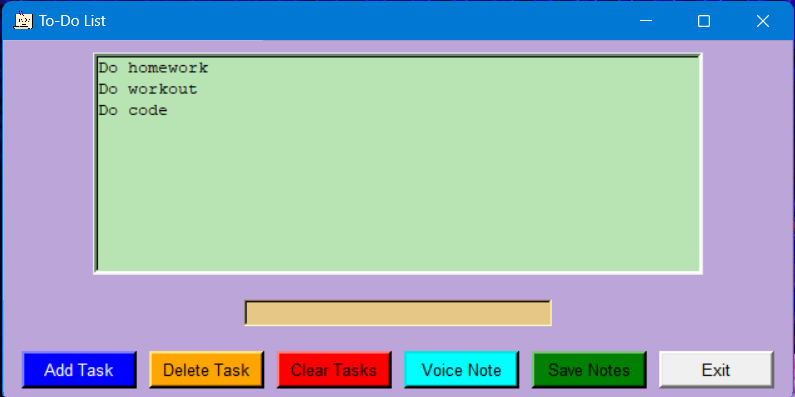 To-Do List
Do homework
Do workout
Do code
Add Task Delete Task Clear Tasks Voice Note Save Notes Exit